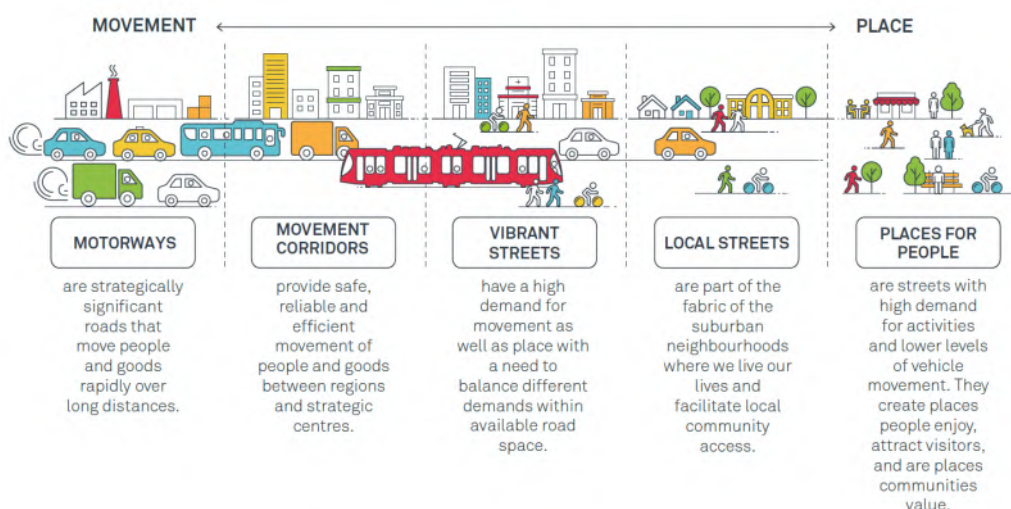 MOVEMENT
PLACE
MOTORWAYS
are strategically
significant
roads that
move people
and goods
rapidly over
long distances.
MOVEMENT
CORRIDORS
provide safe,
reliable and
efficient
movement of
people and goods
between regions
and strategic
centres.
VIBRANT
STREETS
have a high
demand for
movement as
well as place with
a need to
balance different
demands within
available road
space.
LOCAL STREETS
are part of the
fabric of the
suburban
neighbourhoods
where we live our
lives and
facilitate local
community
access.
PLACES FOR
PEOPLE
are streets with
high demand
for activities
and lower levels
of vehicle
movement. They
create places
people enjoy,
attract visitors,
and are places
communities
value.